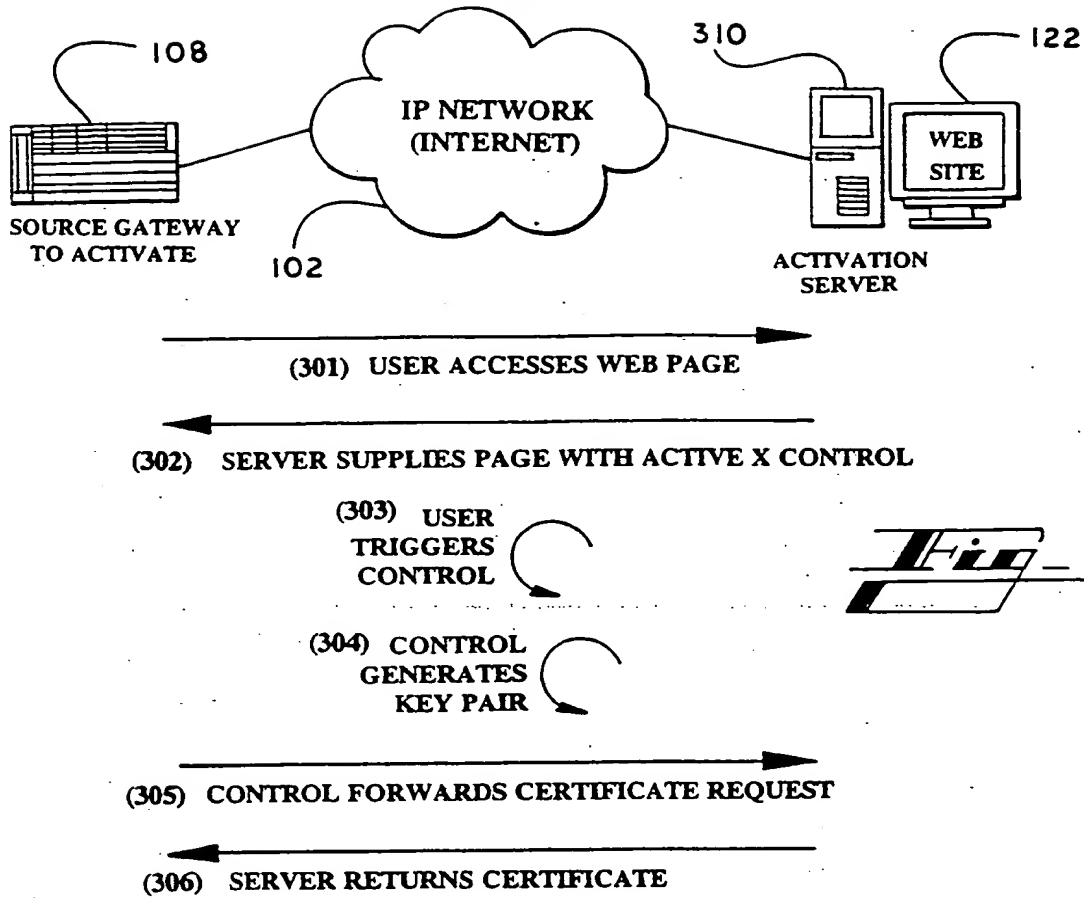 108
310
122
IP NETWORK
(INTERNET)
WEB
SITE
SOURCE GATEWAY
TO ACTIVATE
102
ACTIVATION
SERVER
(301) USER ACCESSES WEB PAGE
(302) SERVER SUPPLIES PAGE WITH ACTIVE X CONTROL
(303) USER
TRIGGERS
CONTROL
Fig
(304) CONTROL
GENERATES
KEY PAIR
(305) CONTROL FORWARDS CERTIFICATE REQUEST
(306) SERVER RETURNS CERTIFICATE